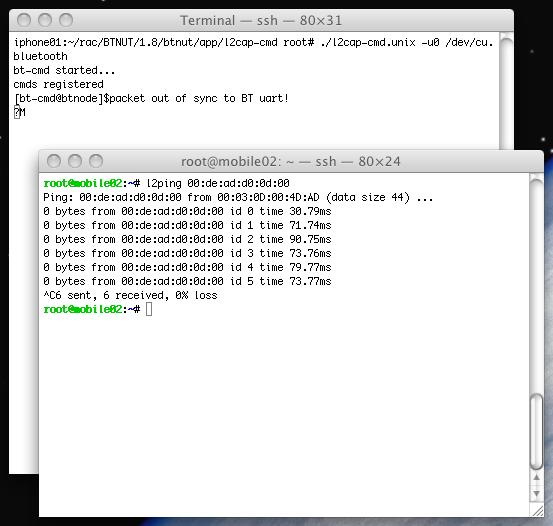 Terminal — ssh — 80×31
iphone01:~/rac/BTNUT/1.8/btnut/app/l2cap-cmd root# ./l2cap-cmd.unix -u0 /dev/cu.
bluetooth
bt-cmd started...
cmds registered
[bt-cmd@btnode]$packet out of sync to BT uart!
?M
root@mobile02: ~ — ssh — 80×24
root@mobile02:~# l2ping 00:de:ad:d0:0d:00
Ping: 00:de:ad:d0:0d:00 from 00:03:0D:00:4D:AD (data size 44) ...
0 bytes from 00:de:ad:d0:0d:00 id 0 time 30.79ms
0 bytes from 00:de:ad:d0:0d:00 id 1 time 71.74ms
0 bytes from 00:de:ad:d0:0d:00 id 2 time 90.75ms
0 bytes from 00:de:ad:d0:0d:00 id 3 time 73.76ms
0 bytes from 00:de:ad:d0:0d:00 id 4 time 79.77ms
0 bytes from 00:de:ad:d0:0d:00 id 5 time 73.77ms
^C6 sent, 6 received, 0% loss
root@mobile02:~#